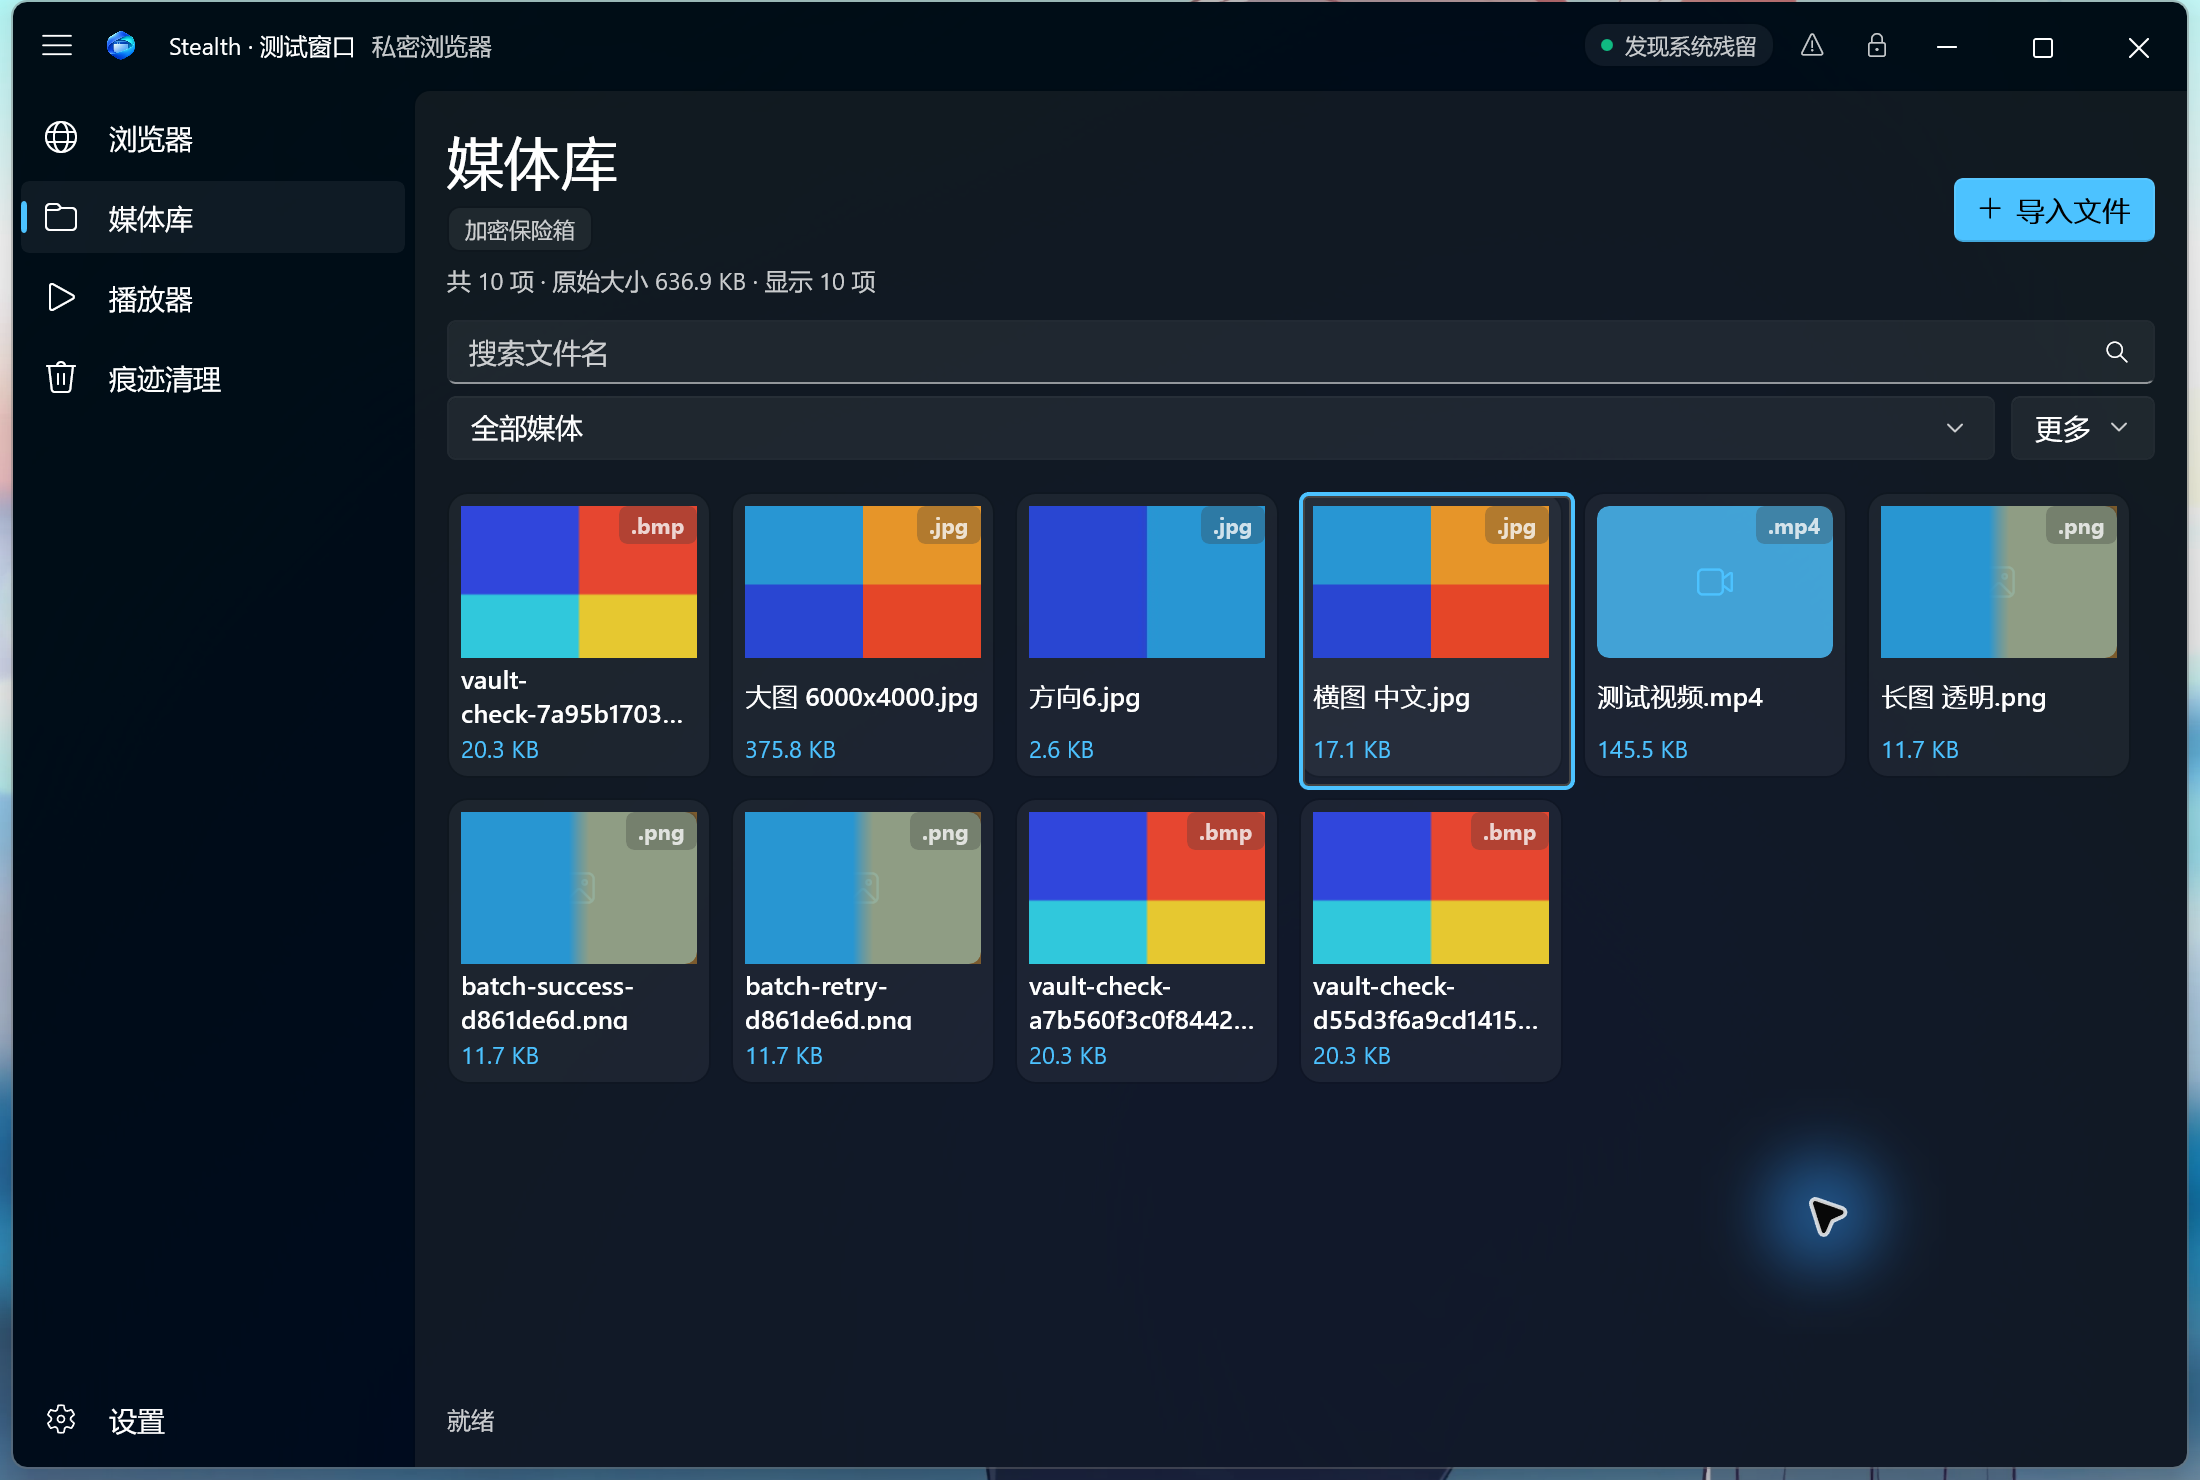 Stealth · 测试窗口 私密浏览器
发现系统残留
浏览器
媒体库
播放器
痕迹清理
设置
媒体库
加密保险箱
导入文件
共 10 项 · 原始大小 636.9 KB · 显示 10 项
搜索文件名
全部媒体
更多
.bmp
vault-
check-7a95b1703...
20.3 KB
.jpg
大图 6000x4000.jpg
375.8 KB
.jpg
方向6.jpg
2.6 KB
.jpg
横图 中文.jpg
17.1 KB
.mp4
测试视频.mp4
145.5 KB
.png
长图 透明.png
11.7 KB
.png
batch-success-
d861de6d.png
11.7 KB
.png
batch-retry-
d861de6d.png
11.7 KB
.bmp
vault-check-
a7b560f3c0f8442...
20.3 KB
.bmp
vault-check-
d55d3f6a9cd1415...
20.3 KB
就绪